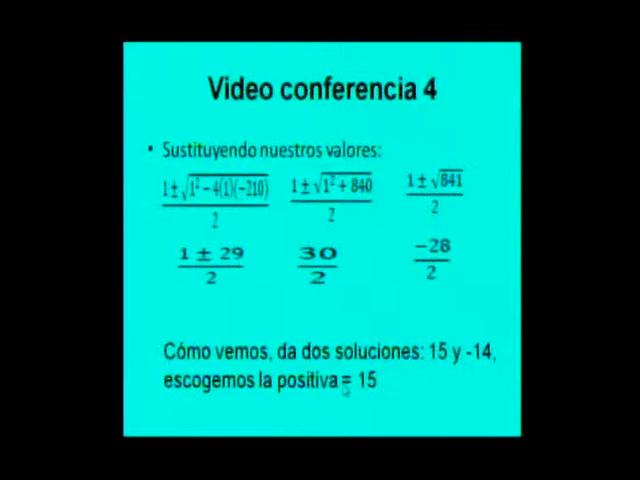 Video conferencia 4
• Sustituyendo nuestros valores:
1±√(1²−4(1)(−210)) / 2   1±√(1²+840) / 2   1±√841 / 2
1 ± 29 / 2   30 / 2   −28 / 2
Cómo vemos, da dos soluciones: 15 y -14,
escogemos la positiva = 15